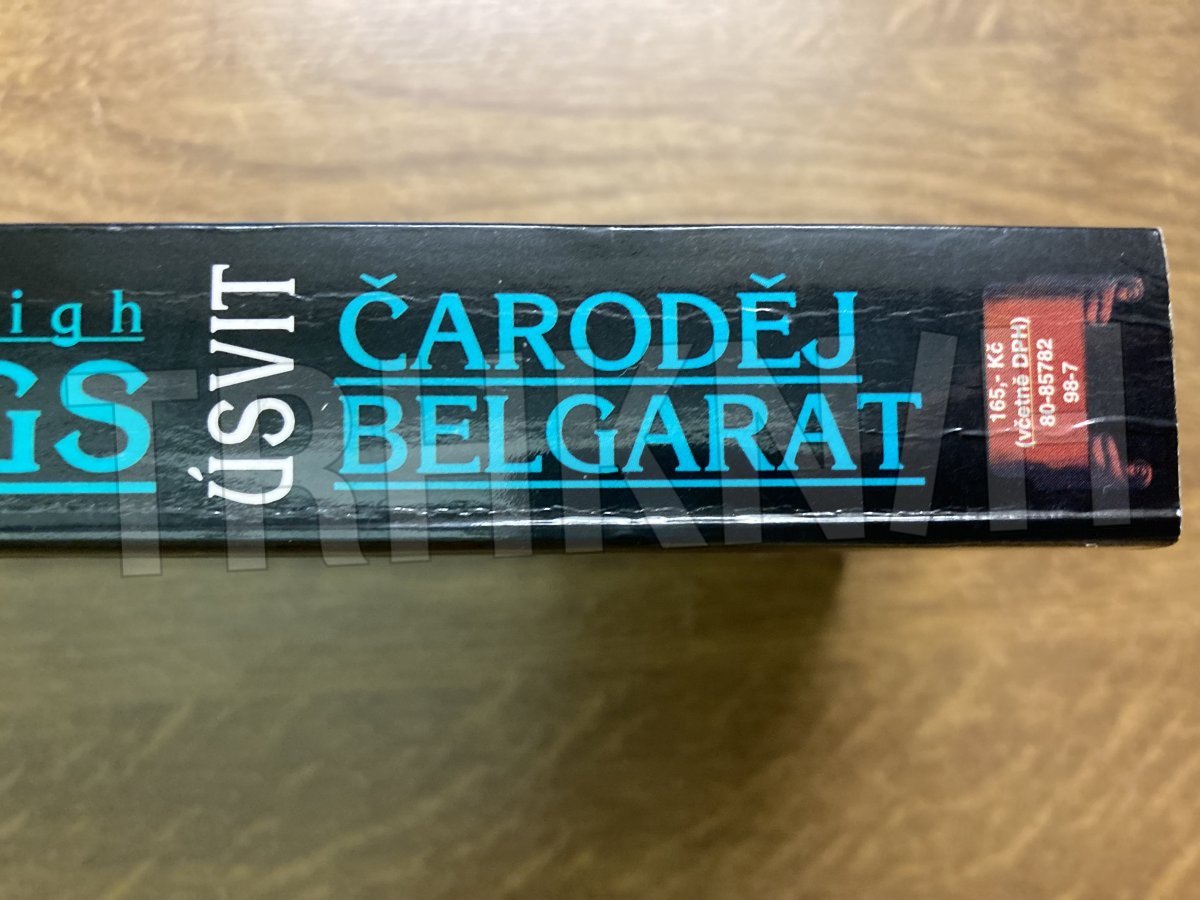 igh
GS
ÚSVIT
ČARODĚJ
BELGARAT
165,- Kč
(včetně DPH)
80-85782
98-7